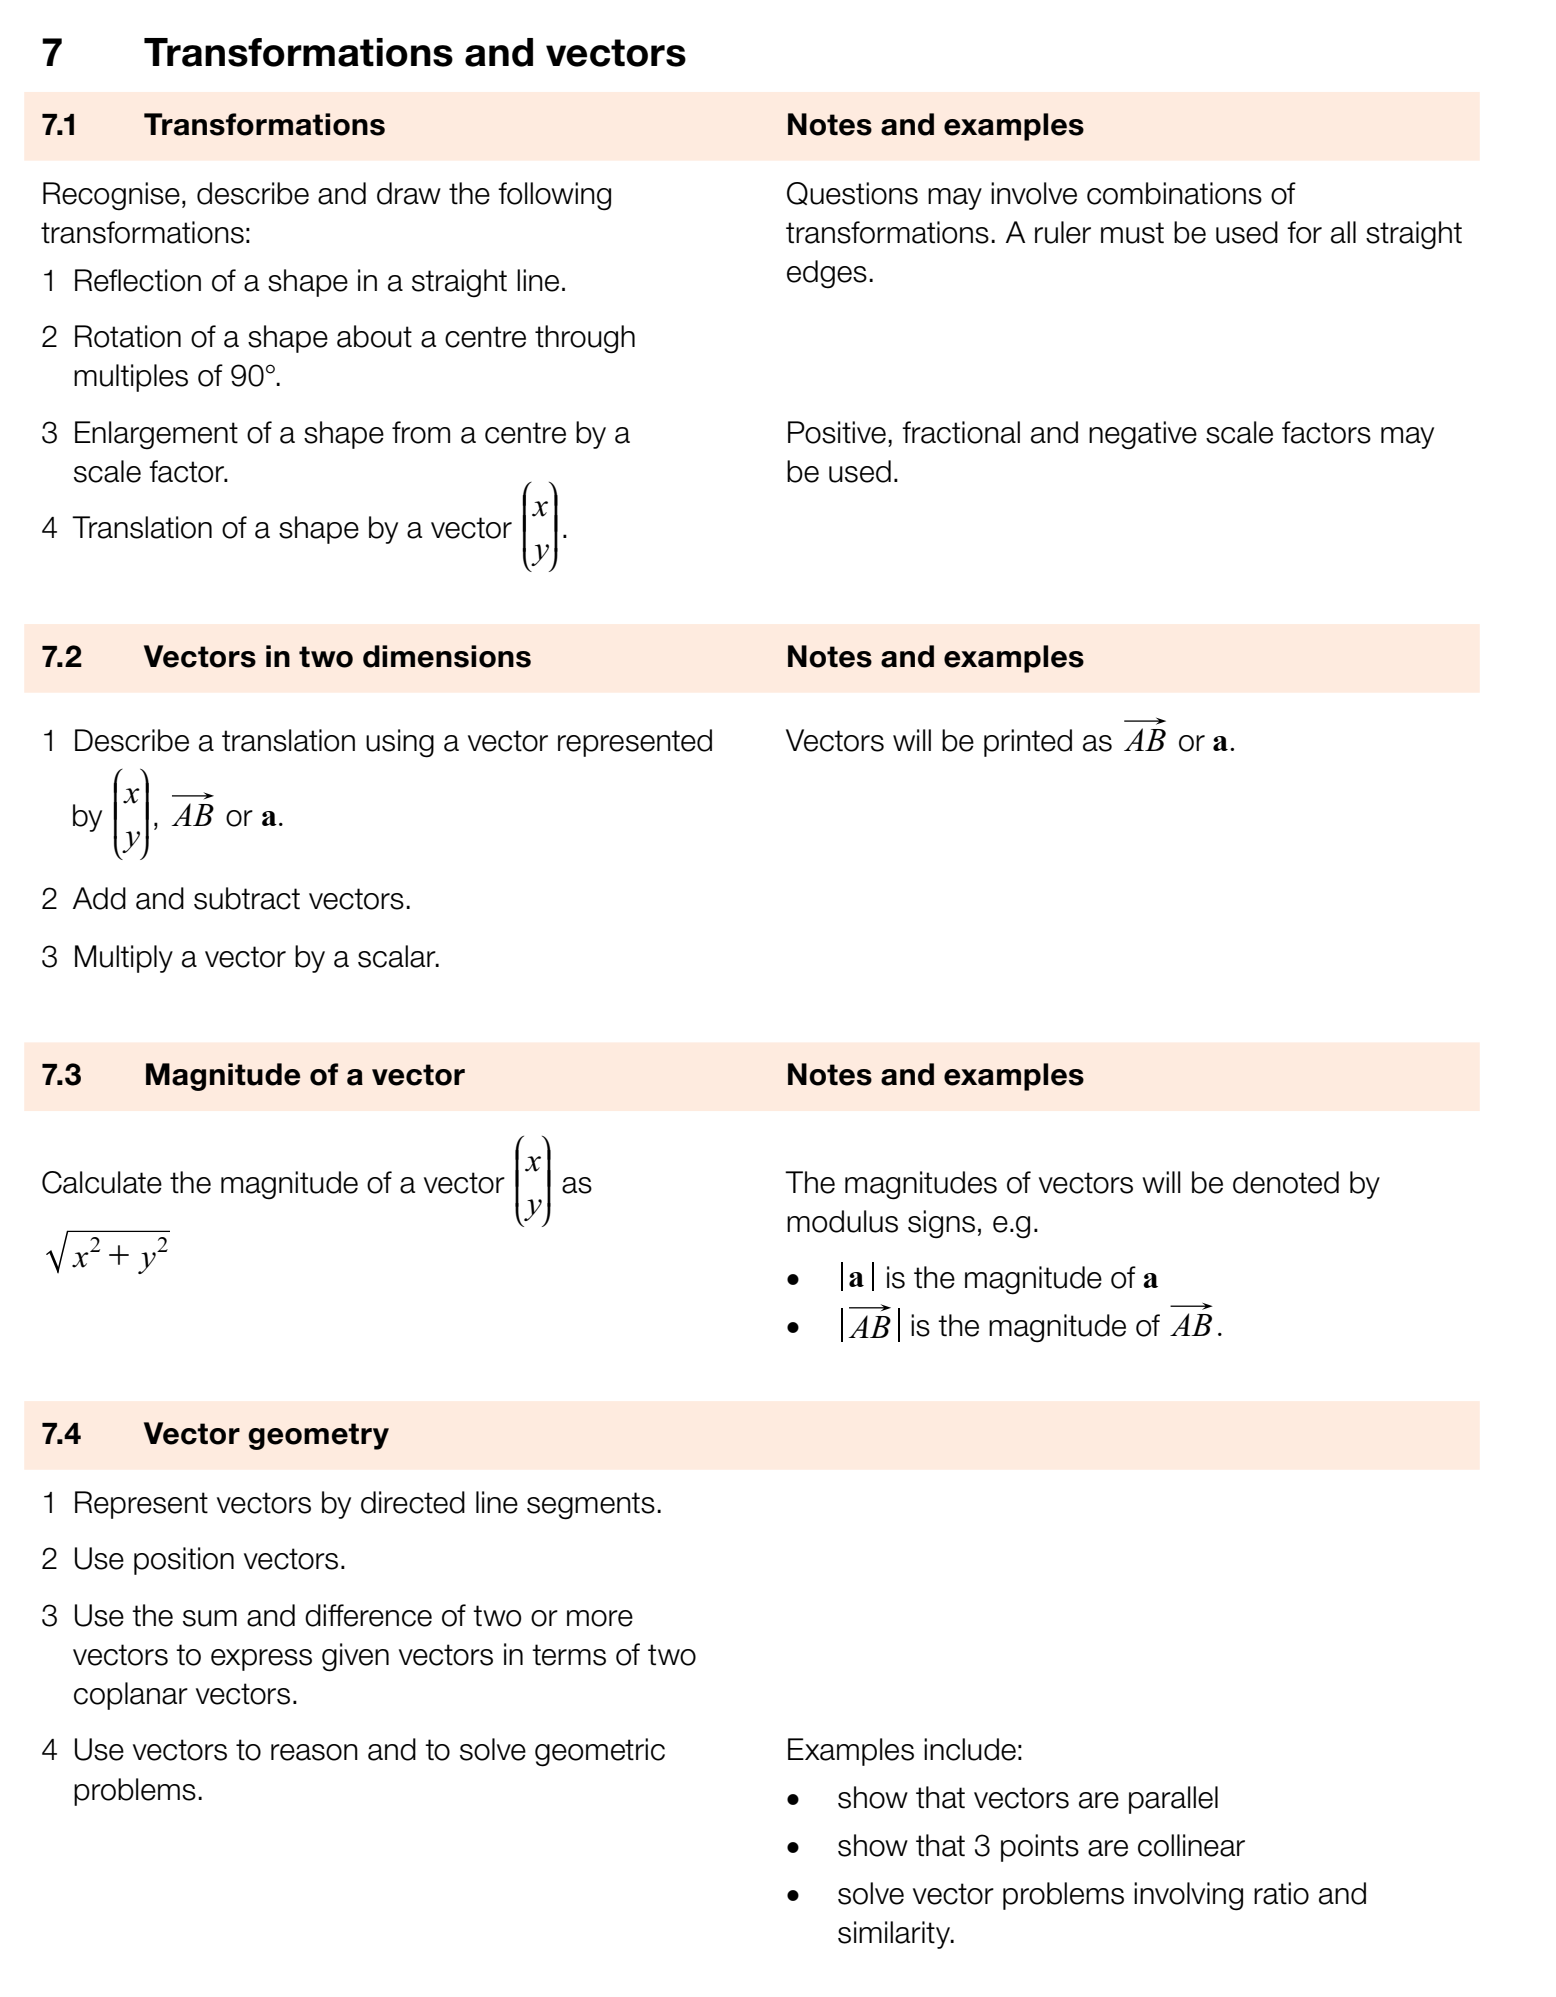 7 Transformations and vectors
7.1 Transformations Notes and examples
Recognise, describe and draw the following
transformations:
1 Reflection of a shape in a straight line.
2 Rotation of a shape about a centre through
multiples of 90°.
3 Enlargement of a shape from a centre by a
scale factor.
4 Translation of a shape by a vector (x y).
Questions may involve combinations of
transformations. A ruler must be used for all straight
edges.
Positive, fractional and negative scale factors may
be used.
7.2 Vectors in two dimensions Notes and examples
1 Describe a translation using a vector represented
by (x y), AB or a.
2 Add and subtract vectors.
3 Multiply a vector by a scalar.
Vectors will be printed as AB or a.
7.3 Magnitude of a vector Notes and examples
Calculate the magnitude of a vector (x y) as
√x² + y²
The magnitudes of vectors will be denoted by
modulus signs, e.g.
• |a| is the magnitude of a
• |AB| is the magnitude of AB.
7.4 Vector geometry
1 Represent vectors by directed line segments.
2 Use position vectors.
3 Use the sum and difference of two or more
vectors to express given vectors in terms of two
coplanar vectors.
4 Use vectors to reason and to solve geometric
problems.
Examples include:
• show that vectors are parallel
• show that 3 points are collinear
• solve vector problems involving ratio and
similarity.